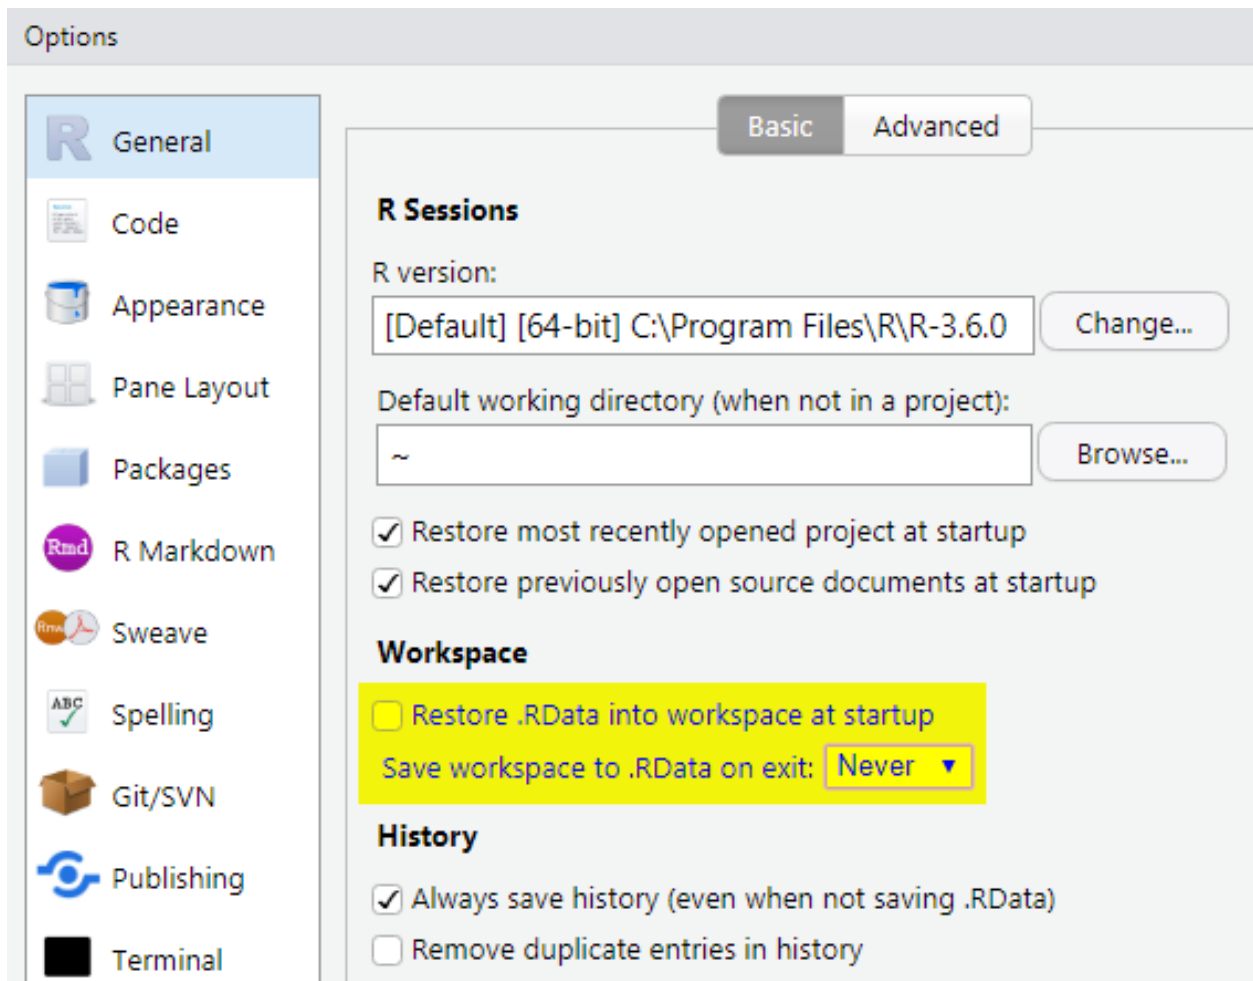 Options
General
Code
Appearance
Pane Layout
Packages
Rmd R Markdown
Rnw Sweave
ABC Spelling
Git/SVN
Publishing
Terminal
Basic Advanced
R Sessions
R version:
[Default] [64-bit] C:\Program Files\R\R-3.6.0 Change...
Default working directory (when not in a project):
~ Browse...
Restore most recently opened project at startup
Restore previously open source documents at startup
Workspace
Restore .RData into workspace at startup
Save workspace to .RData on exit: Never
History
Always save history (even when not saving .RData)
Remove duplicate entries in history